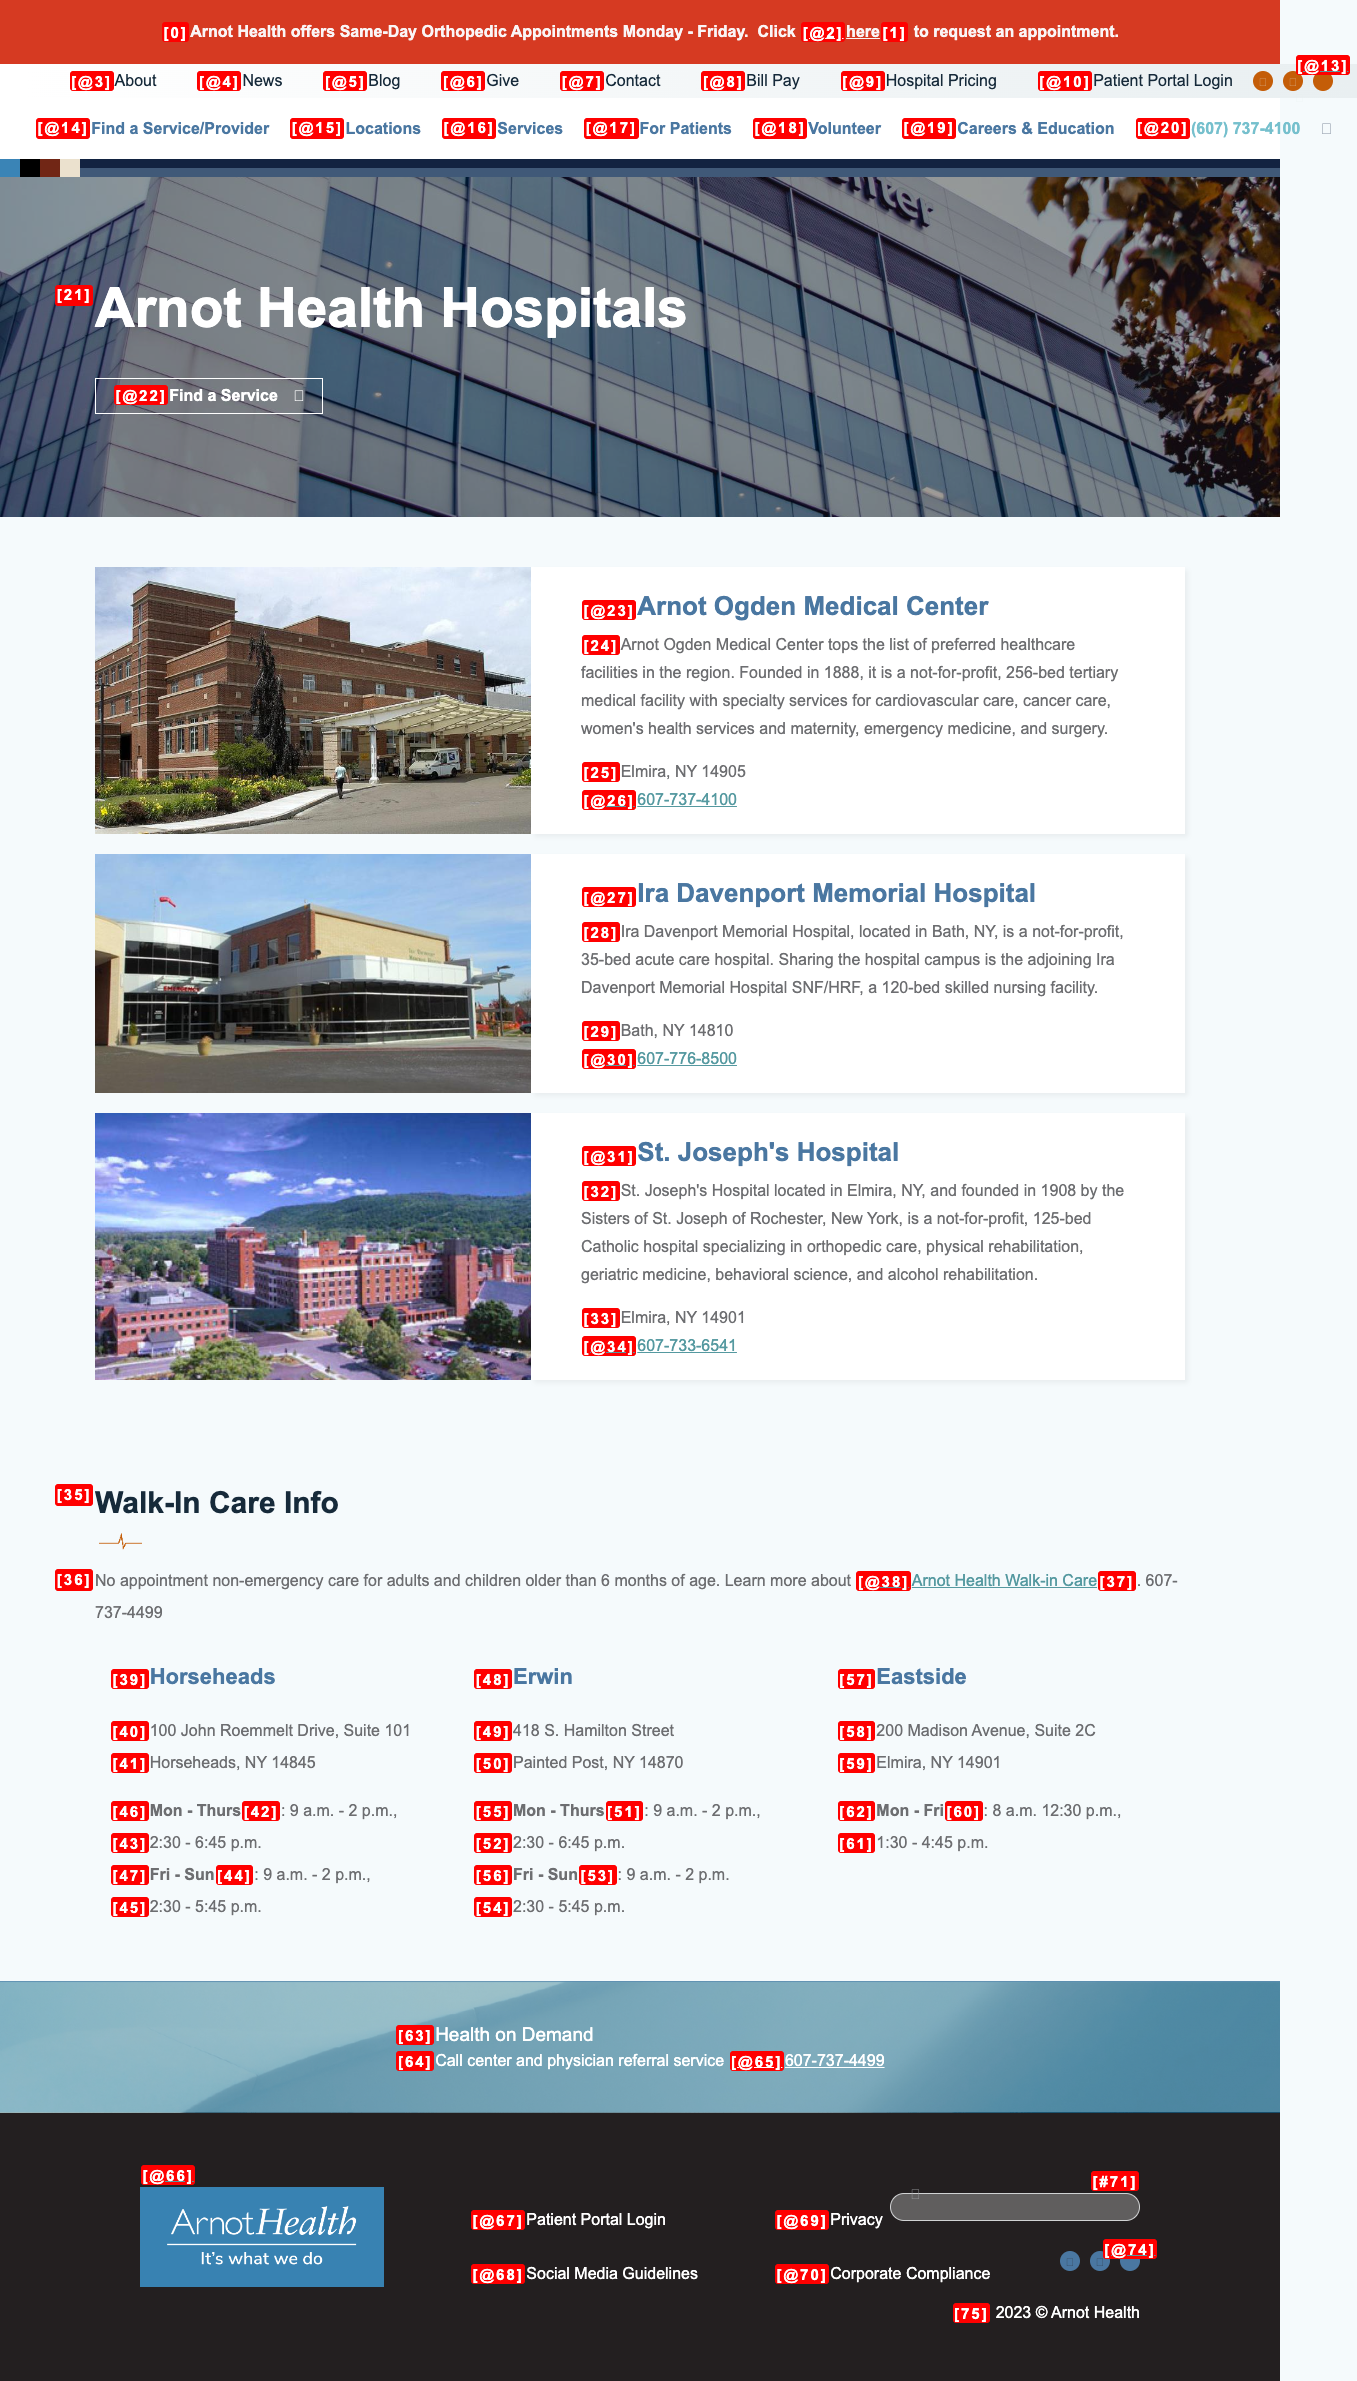 [0] Arnot Health offers Same-Day Orthopedic Appointments Monday - Friday. Click [@2] here [1] to request an appointment.
[@13]
[@3] About [@4] News [@5] Blog [@6] Give [@7] Contact [@8] Bill Pay [@9] Hospital Pricing [@10] Patient Portal Login
[@14] Find a Service/Provider [@15] Locations [@16] Services [@17] For Patients [@18] Volunteer [@19] Careers & Education [@20] (607) 737-4100
[21] Arnot Health Hospitals
[@22] Find a Service
[@23] Arnot Ogden Medical Center
[24] Arnot Ogden Medical Center tops the list of preferred healthcare
facilities in the region. Founded in 1888, it is a not-for-profit, 256-bed tertiary
medical facility with specialty services for cardiovascular care, cancer care,
women's health services and maternity, emergency medicine, and surgery.
[25] Elmira, NY 14905
[@26] 607-737-4100
[@27] Ira Davenport Memorial Hospital
[28] Ira Davenport Memorial Hospital, located in Bath, NY, is a not-for-profit,
35-bed acute care hospital. Sharing the hospital campus is the adjoining Ira
Davenport Memorial Hospital SNF/HRF, a 120-bed skilled nursing facility.
[29] Bath, NY 14810
[@30] 607-776-8500
[@31] St. Joseph's Hospital
[32] St. Joseph's Hospital located in Elmira, NY, and founded in 1908 by the
Sisters of St. Joseph of Rochester, New York, is a not-for-profit, 125-bed
Catholic hospital specializing in orthopedic care, physical rehabilitation,
geriatric medicine, behavioral science, and alcohol rehabilitation.
[33] Elmira, NY 14901
[@34] 607-733-6541
[35] Walk-In Care Info
[36] No appointment non-emergency care for adults and children older than 6 months of age. Learn more about [@38] Arnot Health Walk-in Care [37] . 607-
737-4499
[39] Horseheads
[40] 100 John Roemmelt Drive, Suite 101
[41] Horseheads, NY 14845
[46] Mon - Thurs [42] : 9 a.m. - 2 p.m.,
[43] 2:30 - 6:45 p.m.
[47] Fri - Sun [44] : 9 a.m. - 2 p.m.,
[45] 2:30 - 5:45 p.m.
[48] Erwin
[49] 418 S. Hamilton Street
[50] Painted Post, NY 14870
[55] Mon - Thurs [51] : 9 a.m. - 2 p.m.,
[52] 2:30 - 6:45 p.m.
[56] Fri - Sun [53] : 9 a.m. - 2 p.m.
[54] 2:30 - 5:45 p.m.
[57] Eastside
[58] 200 Madison Avenue, Suite 2C
[59] Elmira, NY 14901
[62] Mon - Fri [60] : 8 a.m. 12:30 p.m.,
[61] 1:30 - 4:45 p.m.
[63] Health on Demand
[64] Call center and physician referral service [@65] 607-737-4499
[@66]
ArnotHealth
It's what we do
[@67] Patient Portal Login
[@68] Social Media Guidelines
[@69] Privacy
[@70] Corporate Compliance
[#71]
[@74]
[75] 2023 © Arnot Health